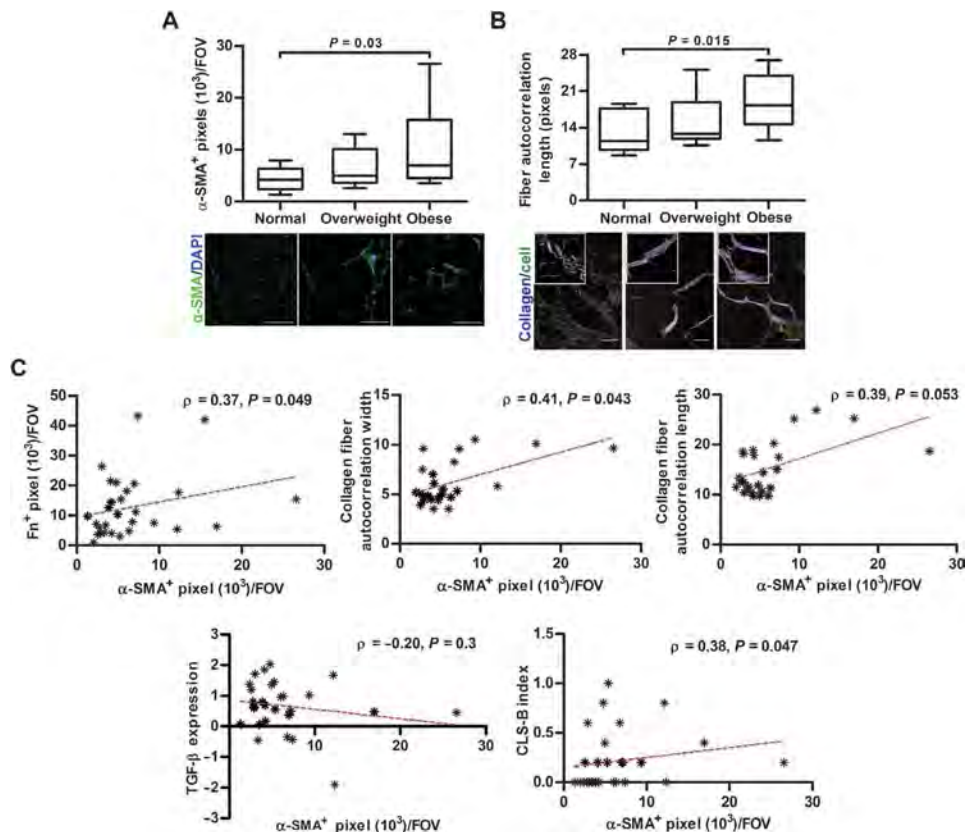 A
P = 0.03
α-SMA⁺ pixels (10³)/FOV
30
20
10
0
Normal Overweight Obese
α-SMA/DAPI
B
P = 0.015
Fiber autocorrelation
length (pixels)
28
21
14
7
0
Normal Overweight Obese
Collagen/cell
C
ρ = 0.37, P = 0.049
Fn⁺ pixel (10³)/FOV
50
40
30
20
10
0
0 10 20 30
α-SMA⁺ pixel (10³)/FOV
ρ = 0.41, P = 0.043
Collagen fiber
autocorrelation width
15
10
5
0
0 10 20 30
α-SMA⁺ pixel (10³)/FOV
ρ = 0.39, P = 0.053
Collagen fiber
autocorrelation length
30
20
10
0
0 10 20 30
α-SMA⁺ pixel (10³)/FOV
ρ = –0.20, P = 0.3
TGF-β expression
3
2
1
0
–1
–2
–3
10 20 30
α-SMA⁺ pixel (10³)/FOV
ρ = 0.38, P = 0.047
CLS-B index
1.5
1.0
0.5
0.0
0 10 20 30
α-SMA⁺ pixel (10³)/FOV